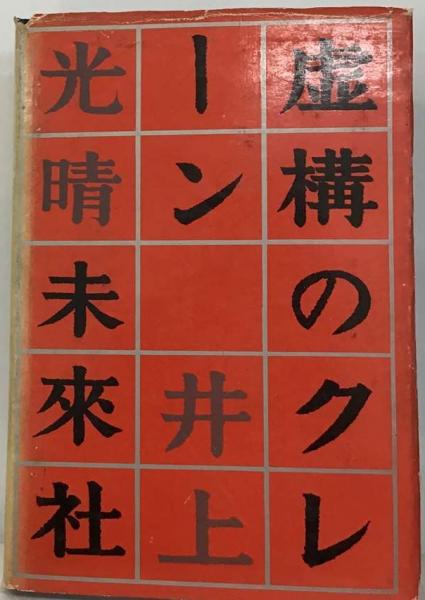 虚構のクレ
ーン 井上
光晴未來社